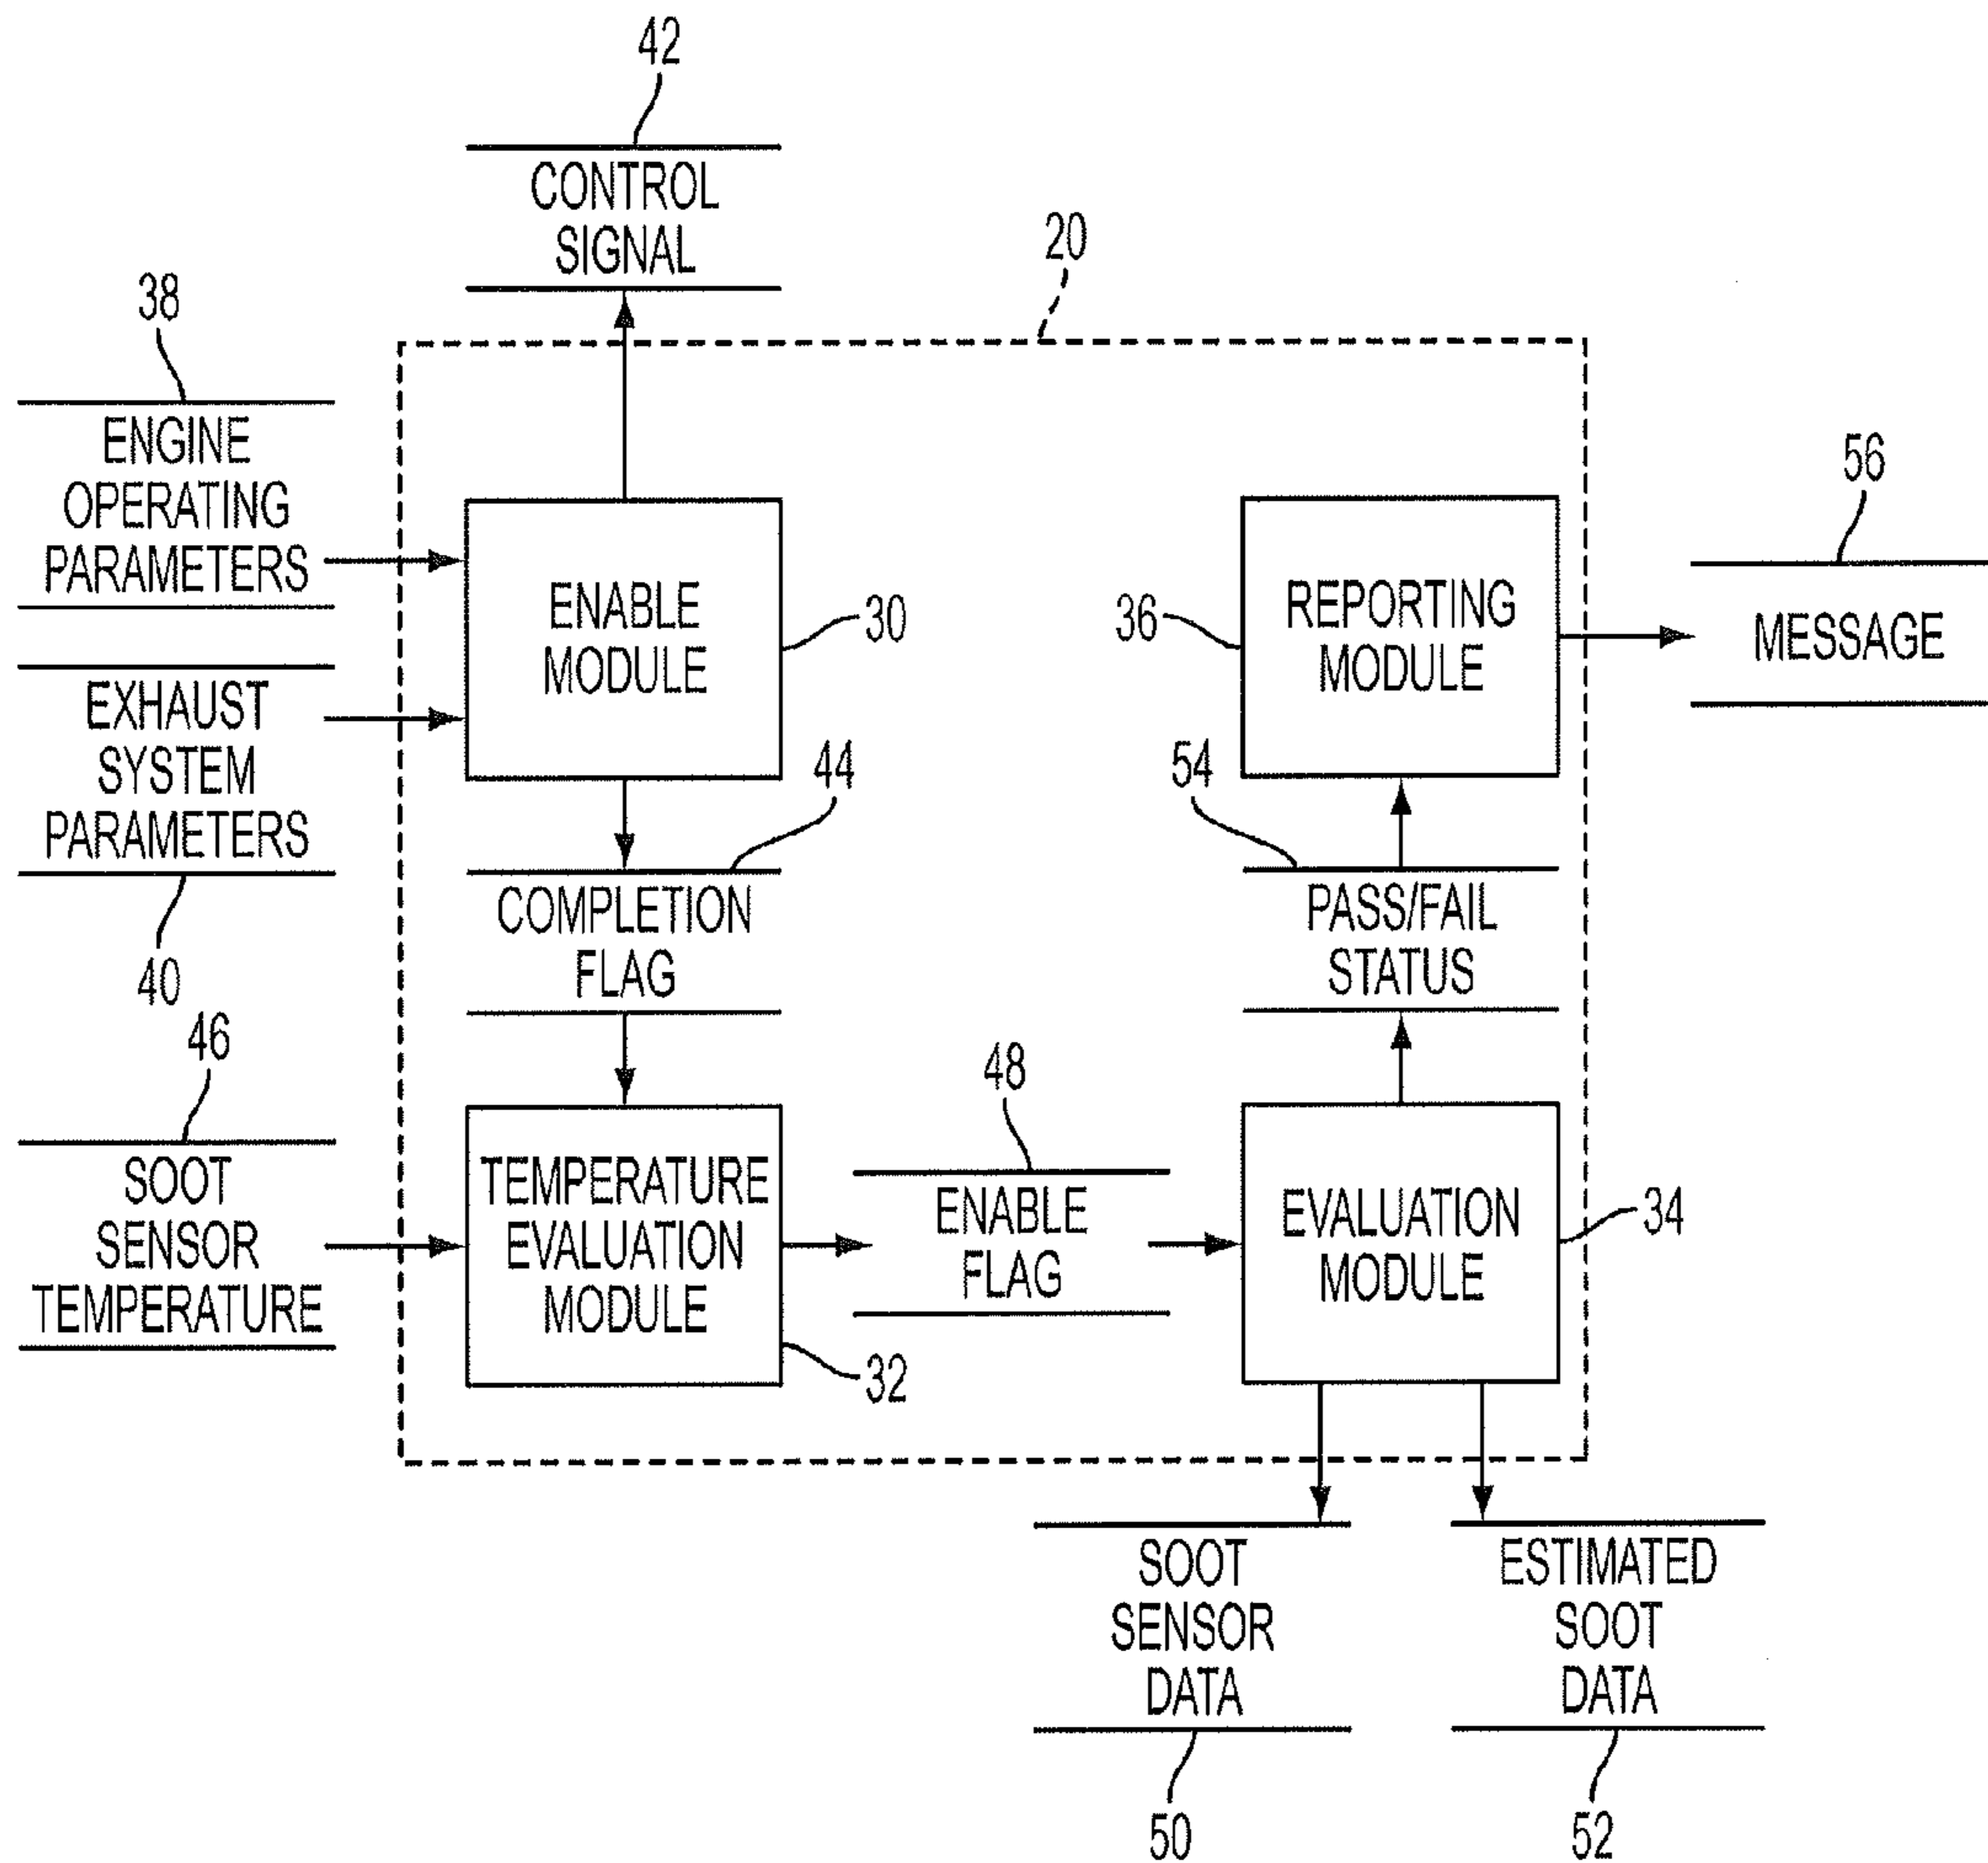 42
CONTROL
SIGNAL
20
38
ENGINE
OPERATING
PARAMETERS
56
ENABLE
MODULE
30
36
REPORTING
MODULE
MESSAGE
EXHAUST
SYSTEM
PARAMETERS
40
44
54
COMPLETION
FLAG
PASS/FAIL
STATUS
46
SOOT
SENSOR
TEMPERATURE
48
TEMPERATURE
EVALUATION
MODULE
32
ENABLE
FLAG
EVALUATION
MODULE
34
SOOT
SENSOR
DATA
50
ESTIMATED
SOOT
DATA
52